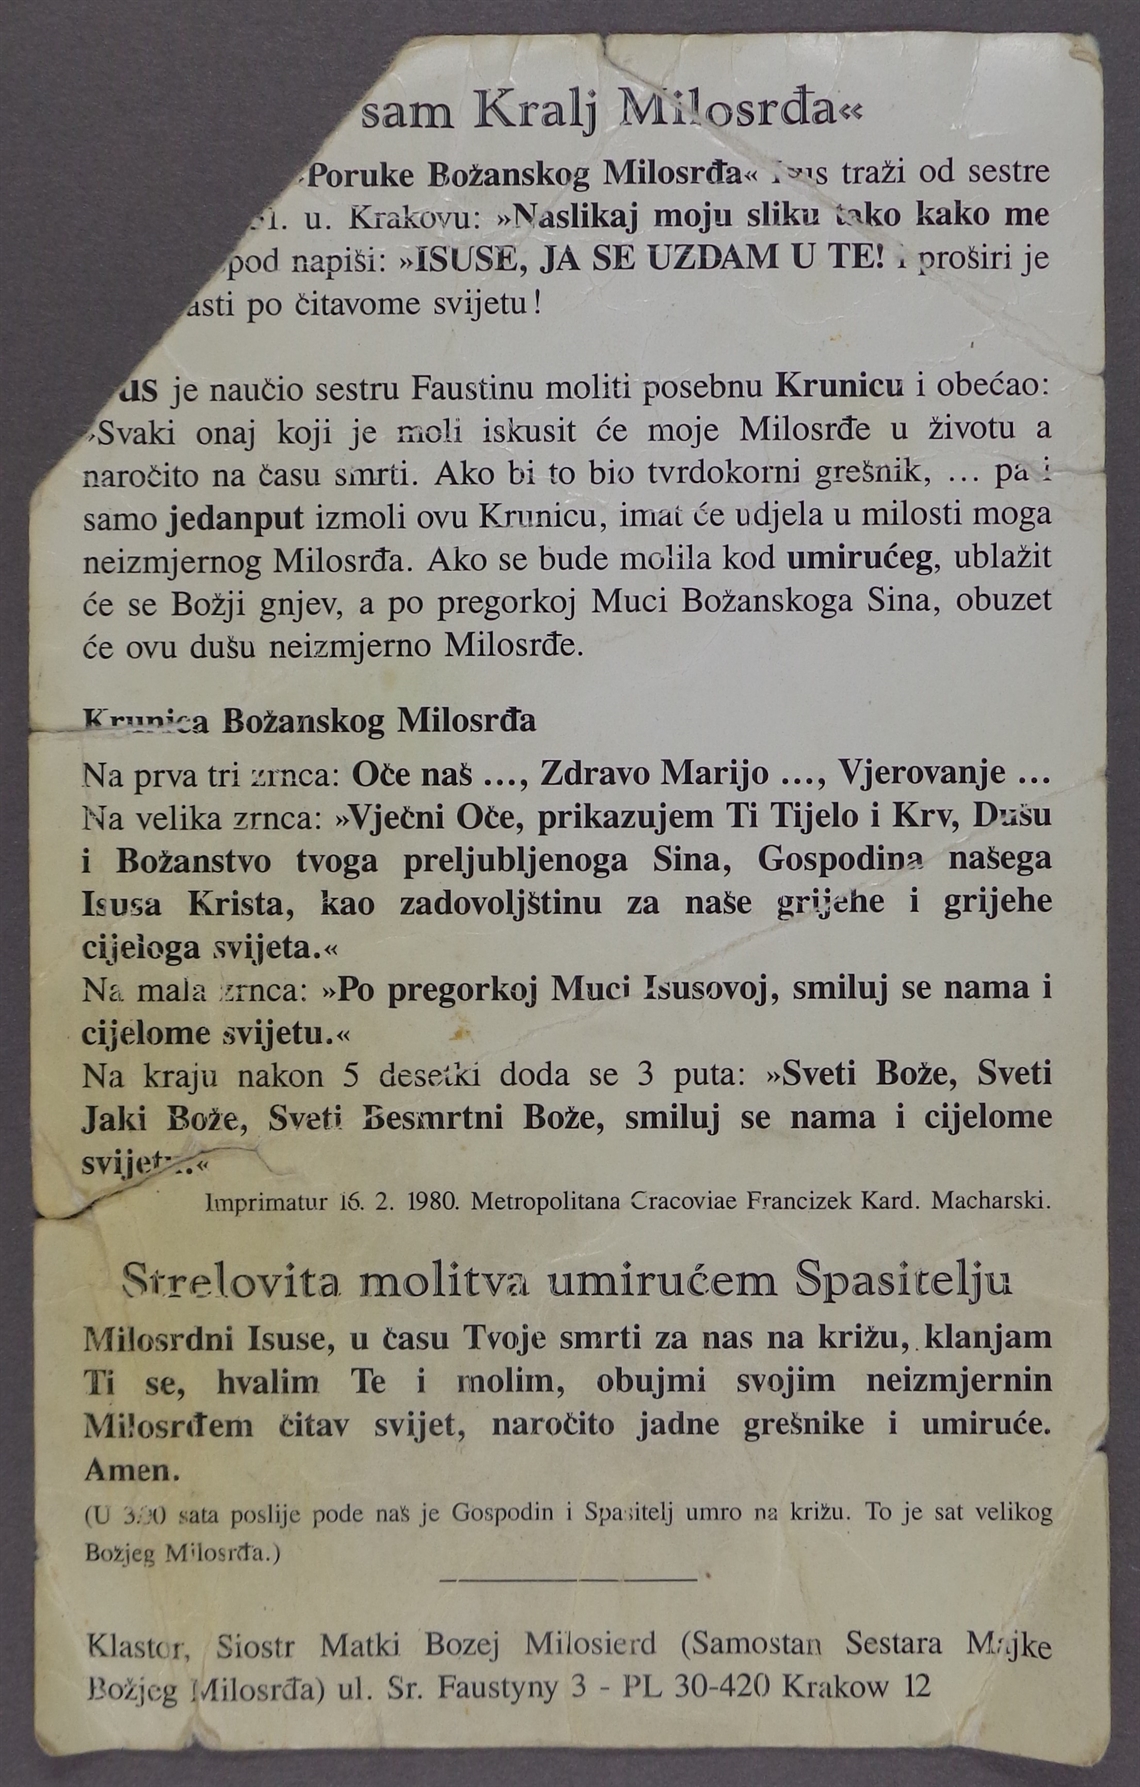 sam Kralj Milosrđa«
Poruke Božanskog Milosrđa« traži od sestre
u. Krakovu: »Naslikaj moju sliku tako kako me
pod napiši: »ISUSE, JA SE UZDAM U TE! i proširi je
po čitavome svijetu!
je naučio sestru Faustinu moliti posebnu Krunicu i obećao:
»Svaki onaj koji je moli iskusit će moje Milosrđe u životu a
naročito na času smrti. Ako bi to bio tvrdokorni grešnik, ... pa i
samo jedanput izmoli ovu Krunicu, imat će udjela u milosti moga
neizmjernog Milosrđa. Ako se bude molila kod umirućeg, ublažit
će se Božji gnjev, a po pregorkoj Muci Božanskoga Sina, obuzet
će ovu dušu neizmjerno Milosrđe.
Krunica Božanskog Milosrđa
Na prva tri zrnca: Oče naš ..., Zdravo Marijo ..., Vjerovanje ...
Na velika zrnca: »Vječni Oče, prikazujem Ti Tijelo i Krv, Dušu
i Božanstvo tvoga preljubljenoga Sina, Gospodina našega
Isusa Krista, kao zadovoljštinu za naše grijehe i grijehe
cijeloga svijeta.«
Na mala zrnca: »Po pregorkoj Muci Isusovoj, smiluj se nama i
cijelome svijetu.«
Na kraju nakon 5 desetki doda se 3 puta: »Sveti Bože, Sveti
Jaki Bože, Sveti Besmrtni Bože, smiluj se nama i cijelome
svijetu.«
Imprimatur 16. 2. 1980. Metropolitana Cracoviae Francizek Kard. Macharski.
Strelovita molitva umirućem Spasitelju
Milosrdni Isuse, u času Tvoje smrti za nas na križu, klanjam
Ti se, hvalim Te i molim, obujmi svojim neizmjernin
Milosrđem čitav svijet, naročito jadne grešnike i umiruće.
Amen.
(U 3.00 sata poslije pode naš je Gospodin i Spasitelj umro na križu. To je sat velikog
Božjeg Milosrđa.)
Klastor, Siostr Matki Bozej Milosierd (Samostan Sestara Majke
Božjeg Milosrđa) ul. Sr. Faustyny 3 - PL 30-420 Krakow 12